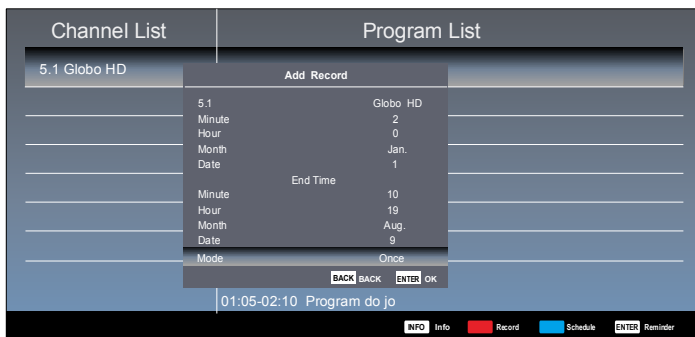 Channel List Program List
5.1 Globo HD
Add Record
5.1 Globo HD
Minute 2
Hour 0
Month Jan.
Date 1
End Time
Minute 10
Hour 19
Month Aug.
Date 9
Mode Once
BACK BACK ENTER OK
01:05-02:10 Program do jo
INFO Info Record Schedule ENTER Reminder